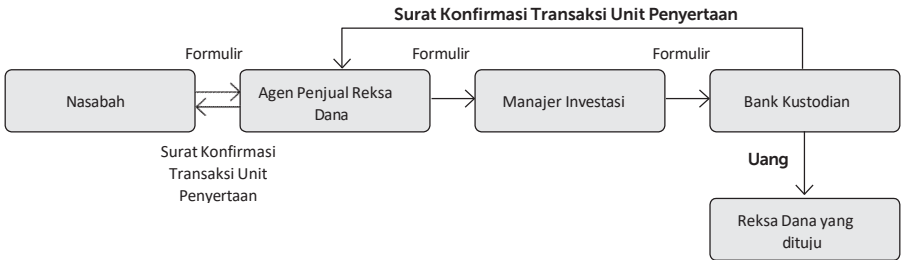 Surat Konfirmasi Transaksi Unit Penyertaan
Formulir
Formulir
Formulir
Nasabah
Agen Penjual Reksa
Dana
Manajer Investasi
Bank Kustodian
Surat Konfirmasi
Transaksi Unit
Penyertaan
Uang
Reksa Dana yang
dituju